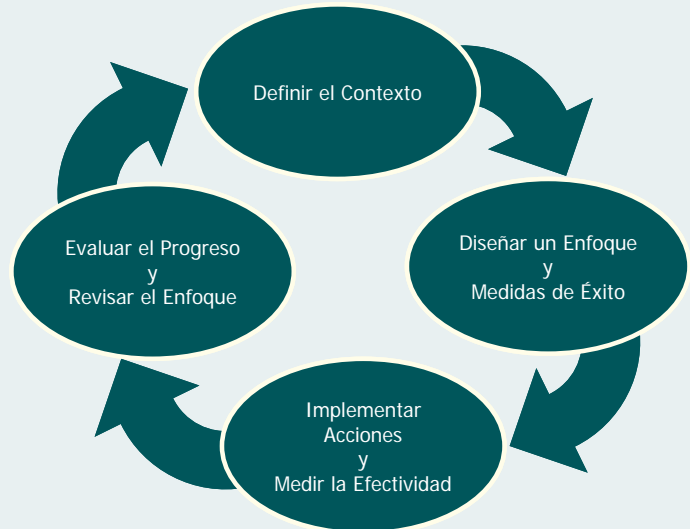 Definir el Contexto
Diseñar un Enfoque
y
Medidas de Éxito
Implementar
Acciones
y
Medir la Efectividad
Evaluar el Progreso
y
Revisar el Enfoque